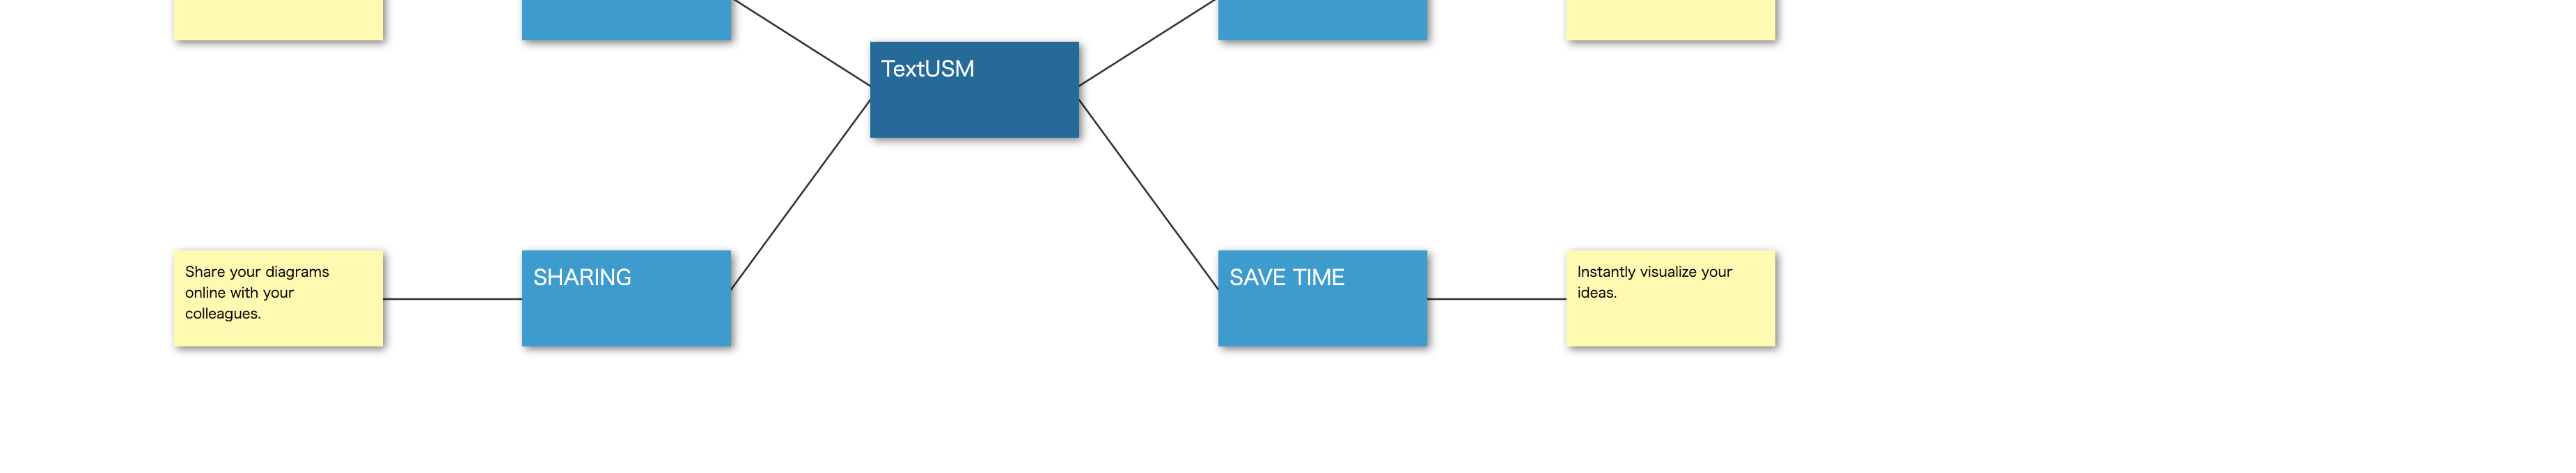 TextUSM
Share your diagrams
online with your
colleagues.
SHARING
SAVE TIME
Instantly visualize your
ideas.